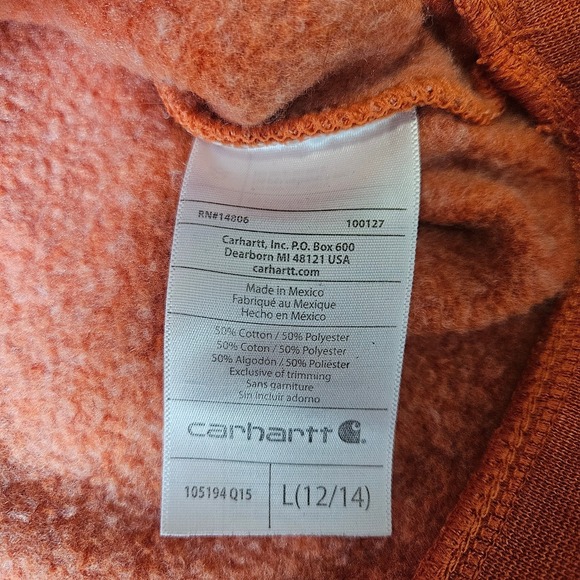 RN#14806 100127
Carhartt, Inc. P.O. Box 600
Dearborn MI 48121 USA
carhartt.com
Made in Mexico
Fabriqué au Mexique
Hecho en México
50% Cotton / 50% Polyester
50% Coton / 50% Polyester
50% Algodón / 50% Poliéster
Exclusive of trimming
Sans garniture
Sin incluir adorno
carhartt
105194 Q15 L(12/14)